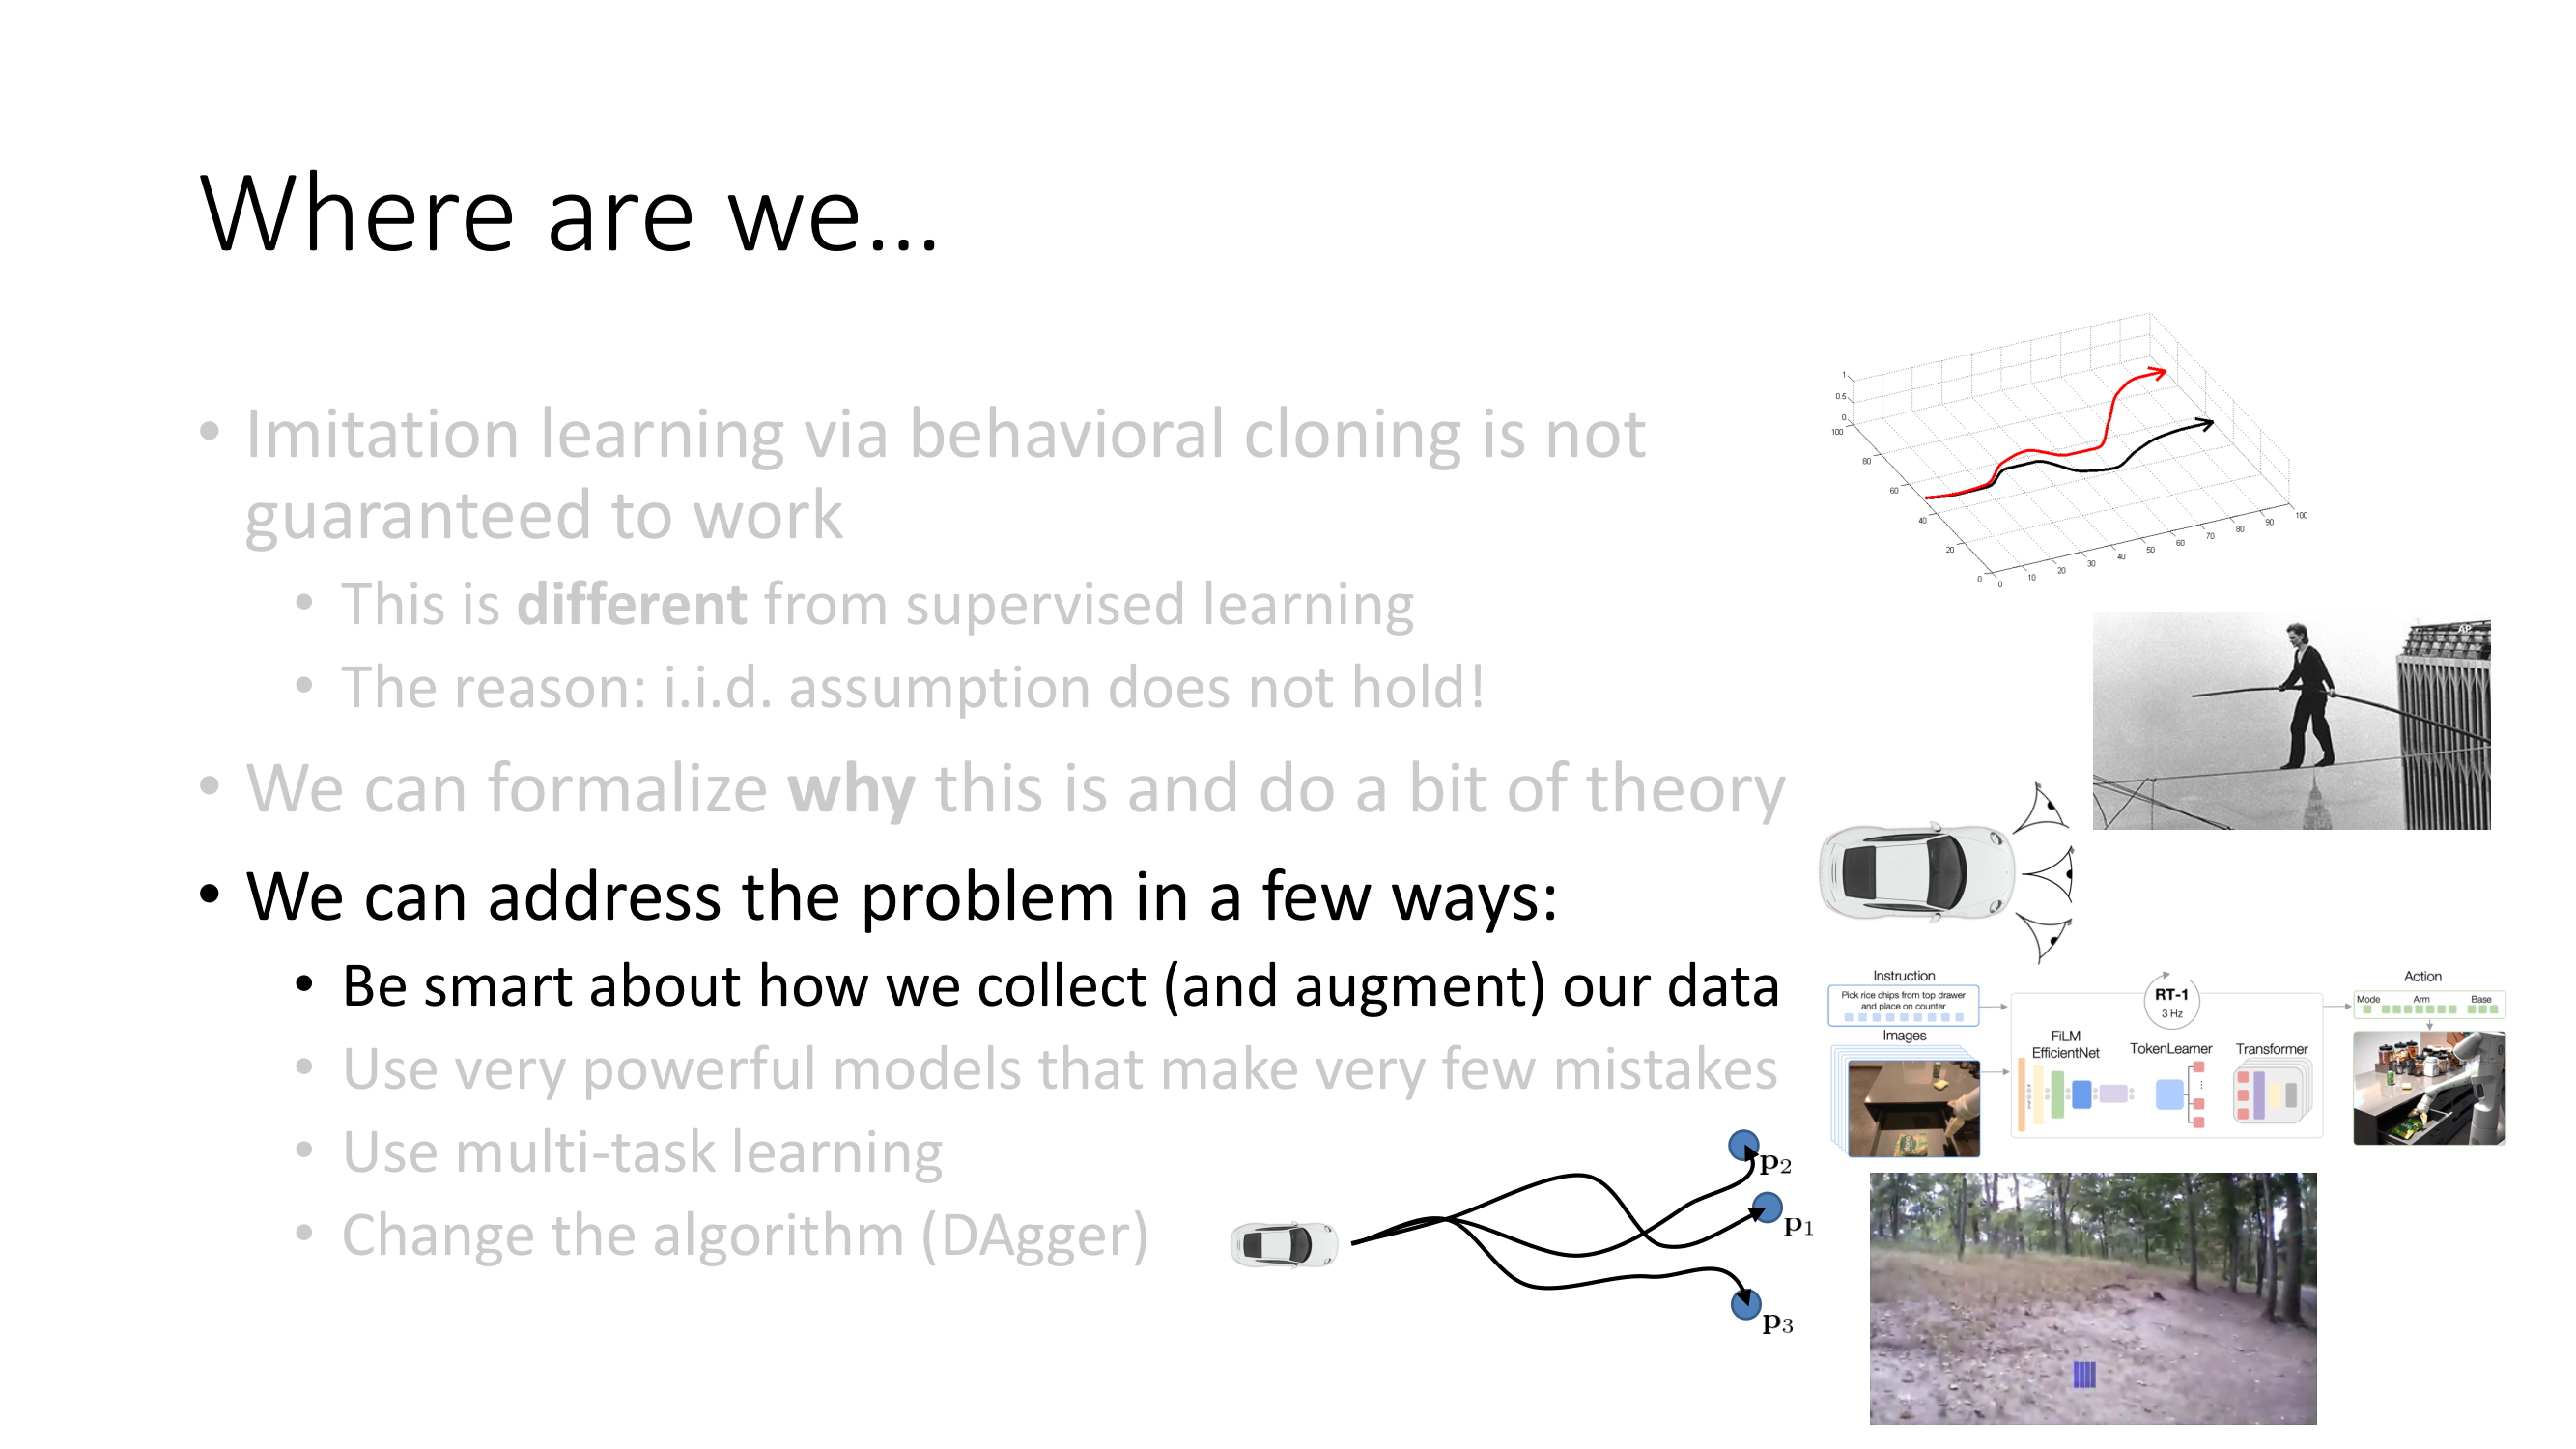 Where are we...
• Imitation learning via behavioral cloning is not
guaranteed to work
• This is different from supervised learning
• The reason: i.i.d. assumption does not hold!
• We can formalize why this is and do a bit of theory
• We can address the problem in a few ways:
• Be smart about how we collect (and augment) our data
• Use very powerful models that make very few mistakes
• Use multi-task learning
• Change the algorithm (DAgger)
1
0.5
0
100
80
60
40
20
0
0
10
20
30
40
50
60
70
80
90
100
AP
Instruction
Pick rice chips from top drawer
and place on counter
Images
RT-1
3 Hz
FiLM
EfficientNet
TokenLearner
Transformer
Action
Mode Arm Base
p2
p1
p3